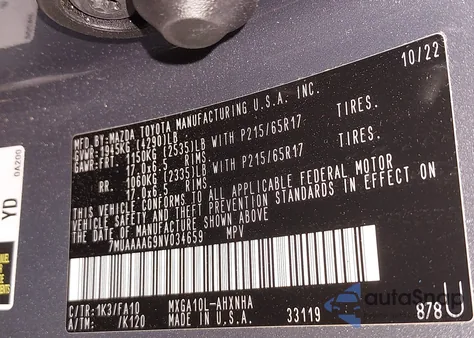 10/22
MFD.BY:MAZDA TOYOTA MANUFACTURING U.S.A. INC.
GVWR: 1945KG (4290)LB
GAWR:FRT. 1150KG (2535)LB WITH P215/65R17 TIRES.
17.0x6.5 RIMS.
RR. 1060KG (2335)LB WITH P215/65R17 TIRES.
17.0x6.5 RIMS.
THIS VEHICLE CONFORMS TO ALL APPLICABLE FEDERAL MOTOR
VEHICLE SAFETY AND THEFT PREVENTION STANDARDS IN EFFECT ON
THE DATE OF MANUFACTURE SHOWN ABOVE
7MUAAAAG9NV034659 MPV
C/TR: 1K3/FA10 MXGA10L-AHXNHA
A/TM: /K120 MADE IN U.S.A. 33119 878U
0A200
YD
autoSnap